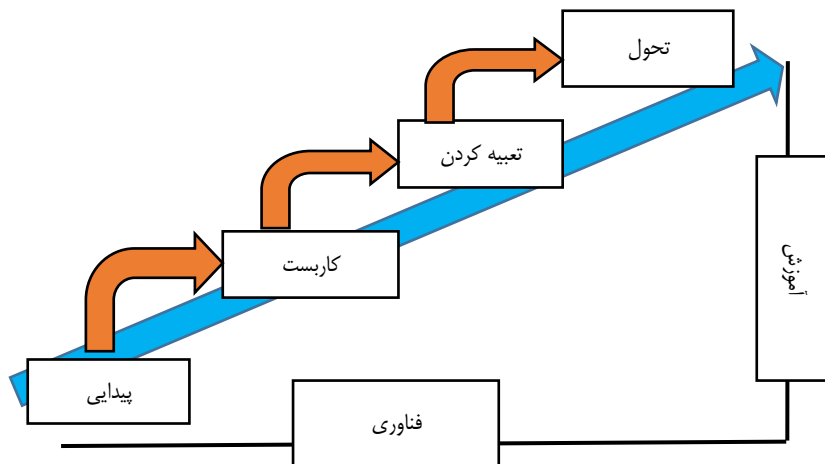 تحول
تعبیه کردن
کاربست
پیدایی
فناوری
آموزش